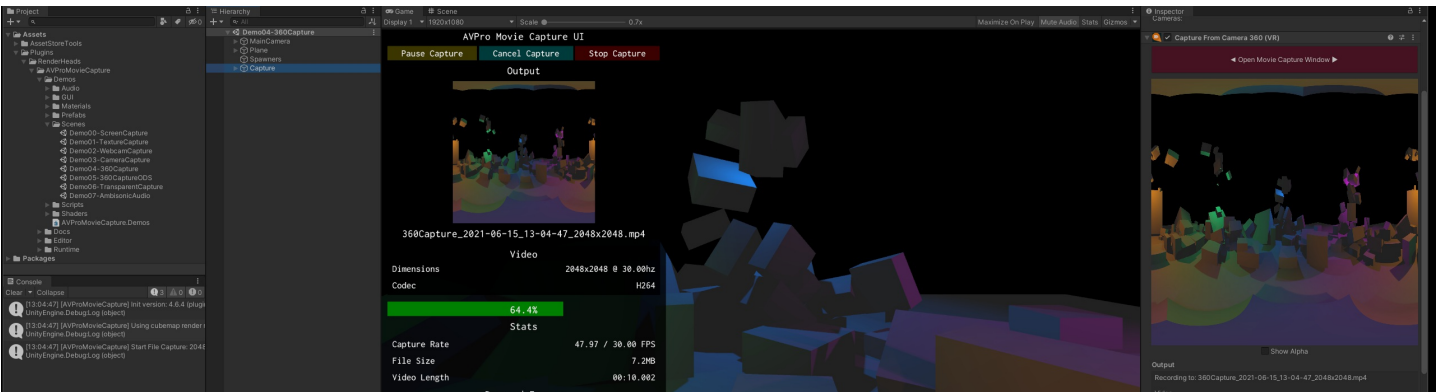 Project
Assets
AssetStoreTools
Plugins
RenderHeads
AVProMovieCapture
Demos
Audio
GUI
Materials
Prefabs
Scenes
Demo00-ScreenCapture
Demo01-TextureCapture
Demo02-WebcamCapture
Demo03-CameraCapture
Demo04-360Capture
Demo05-360CaptureODS
Demo06-TransparentCapture
Demo07-AmbisonicAudio
Scripts
Shaders
AVProMovieCapture.Demos
Docs
Editor
Runtime
Packages
Console
Clear Collapse 3 0 0
[13:04:47] [AVProMovieCapture] Init version: 4.6.4 (plugi
UnityEngine.Debug:Log (object)
[13:04:47] [AVProMovieCapture] Using cubemap render
UnityEngine.Debug:Log (object)
[13:04:47] [AVProMovieCapture] Start File Capture: 2048
UnityEngine.Debug:Log (object)
Hierarchy
All
Demo04-360Capture
MainCamera
Plane
Spawners
Capture
Game Scene
Display 1 1920x1080 Scale 0.7x Maximize On Play Mute Audio Stats Gizmos
AVPro Movie Capture UI
Pause Capture Cancel Capture Stop Capture
Output
360Capture_2021-06-15_13-04-47_2048x2048.mp4
Video
Dimensions 2048x2048 @ 30.00hz
Codec H264
64.4%
Stats
Capture Rate 47.97 / 30.00 FPS
File Size 7.2MB
Video Length 00:10.002
Inspector
Cameras:
Capture From Camera 360 (VR)
◄ Open Movie Capture Window ►
Show Alpha
Output
Recording to: 360Capture_2021-06-15_13-04-47_2048x2048.mp4